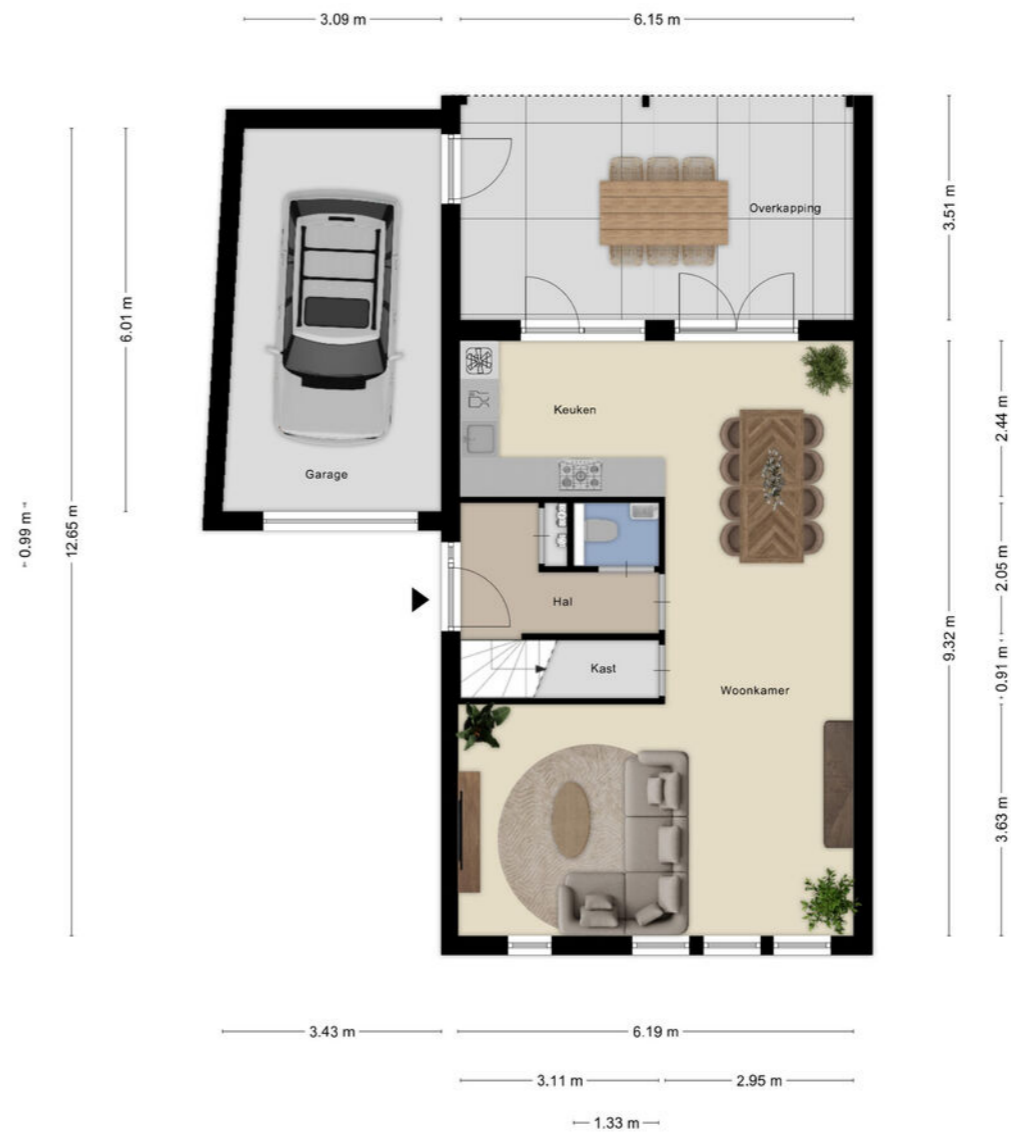 3.09 m
6.15 m
Overkapping
3.51 m
6.01 m
2.44 m
Keuken
Garage
0.99 m
12.65 m
2.05 m
Hal
9.32 m
Kast
0.91 m
Woonkamer
3.63 m
3.43 m
6.19 m
3.11 m
2.95 m
1.33 m